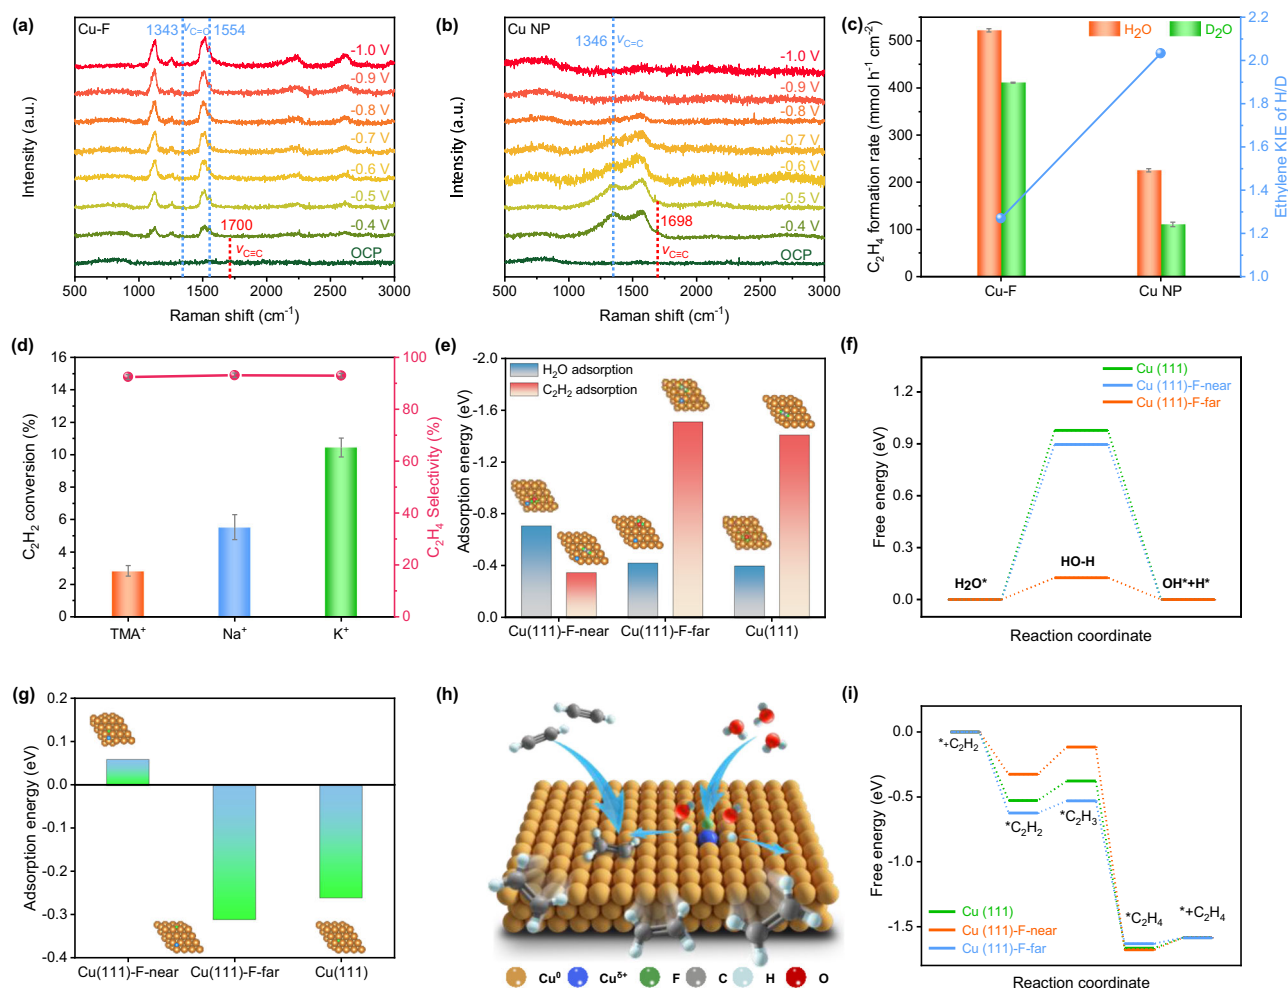 (a)
Cu-F
1343
νC=C
1554
-1.0 V
-0.9 V
-0.8 V
-0.7 V
-0.6 V
-0.5 V
-0.4 V
OCP
1700
νC≡C
Intensity (a.u.)
500 1000 1500 2000 2500 3000
Raman shift (cm⁻¹)
(b)
Cu NP
1346
νC=C
-1.0 V
-0.9 V
-0.8 V
-0.7 V
-0.6 V
-0.5 V
-0.4 V
OCP
1698
νC≡C
Intensity (a.u.)
500 1000 1500 2000 2500 3000
Raman shift (cm⁻¹)
(c)
H₂O
D₂O
C₂H₄ formation rate (mmol h⁻¹ cm⁻²)
500
400
300
200
100
0
Ethylene KIE of H/D
2.2
2.0
1.8
1.6
1.4
1.2
1.0
Cu-F Cu NP
(d)
C₂H₂ conversion (%)
16
14
12
10
8
6
4
2
0
C₂H₄ Selectivity (%)
100
80
60
40
20
0
TMA⁺ Na⁺ K⁺
(e)
H₂O adsorption
C₂H₂ adsorption
Adsorption energy (eV)
-2.0
-1.6
-1.2
-0.8
-0.4
0.0
Cu(111)-F-near Cu(111)-F-far Cu(111)
(f)
Cu (111)
Cu (111)-F-near
Cu (111)-F-far
Free energy (eV)
1.2
0.9
0.6
0.3
0.0
H₂O*
HO-H
OH*+H*
Reaction coordinate
(g)
Adsorption energy (eV)
0.2
0.1
0.0
-0.1
-0.2
-0.3
-0.4
Cu(111)-F-near Cu(111)-F-far Cu(111)
(h)
Cu⁰ Cuᵟ⁺ F C H O
(i)
Free energy (eV)
0.0
-0.5
-1.0
-1.5
*+C₂H₂
*C₂H₂
*C₂H₃
*C₂H₄
*+C₂H₄
Cu (111)
Cu (111)-F-near
Cu (111)-F-far
Reaction coordinate